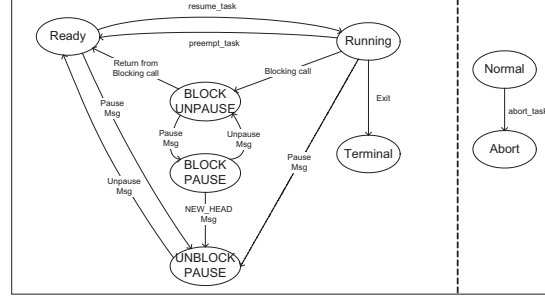 resume_task
Ready
preempt_task
Running
Return from
Blocking call
Blocking call
BLOCK
UNPAUSE
Pause
Msg
Exit
Pause
Msg
Unpause
Msg
BLOCK
PAUSE
Pause
Msg
Terminal
Unpause
Msg
NEW_HEAD
Msg
UNBLOCK
PAUSE
Normal
abort_task
Abort